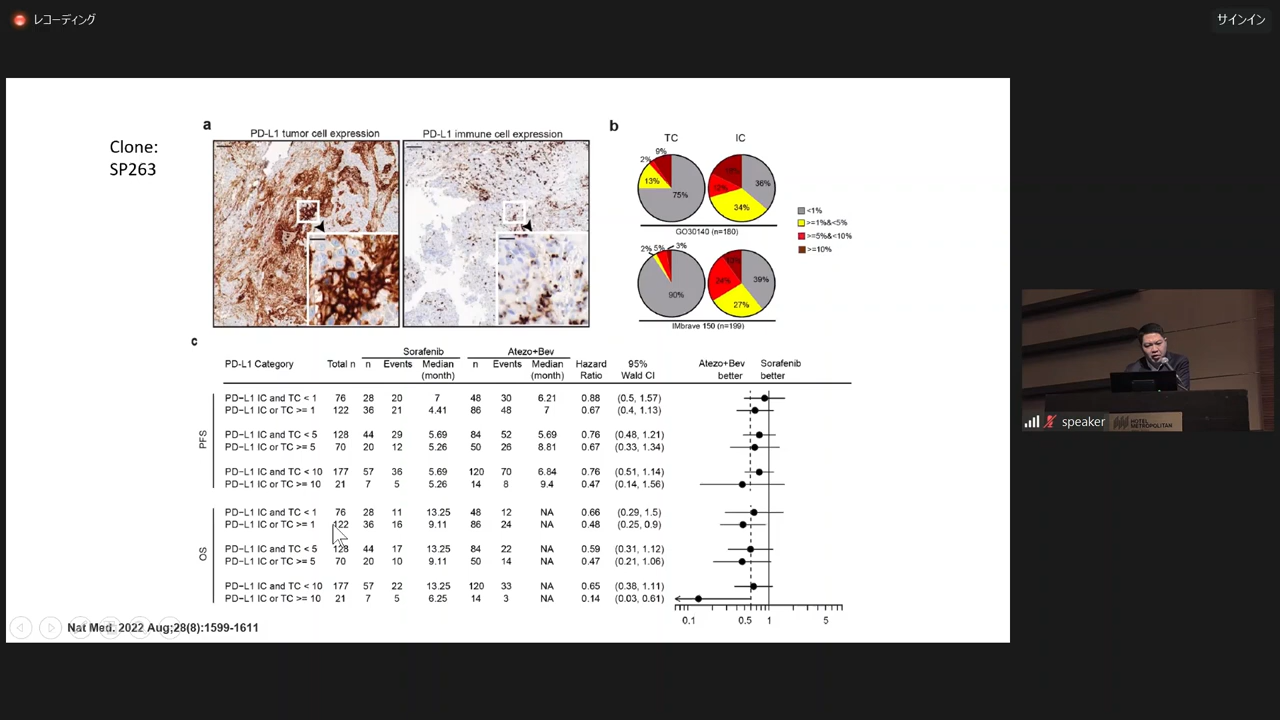 レコーディング
サインイン
Clone:
SP263
a
PD-L1 tumor cell expression
PD-L1 immune cell expression
b
TC
IC
9%
2%
13%
75%
36%
34%
12%
GO30140 (n=180)
<1%
>=1%&<5%
>=5%&<10%
>=10%
2%
5%
3%
90%
39%
27%
24%
IMbrave 150 (n=199)
c
Sorafenib
Atezo+Bev
PD-L1 Category Total n n Events Median (month) n Events Median (month) Hazard Ratio 95% Wald CI
Atezo+Bev better
Sorafenib better
PFS
PD−L1 IC and TC < 1 76 28 20 7 48 30 6.21 0.88 (0.5, 1.57)
PD−L1 IC or TC >= 1 122 36 21 4.41 86 48 7 0.67 (0.4, 1.13)
PD−L1 IC and TC < 5 128 44 29 5.69 84 52 5.69 0.76 (0.48, 1.21)
PD−L1 IC or TC >= 5 70 20 12 5.26 50 26 8.81 0.67 (0.33, 1.34)
PD−L1 IC and TC < 10 177 57 36 5.69 120 70 6.84 0.76 (0.51, 1.14)
PD−L1 IC or TC >= 10 21 7 5 5.26 14 8 9.4 0.47 (0.14, 1.56)
OS
PD−L1 IC and TC < 1 76 28 11 13.25 48 12 NA 0.66 (0.29, 1.5)
PD−L1 IC or TC >= 1 122 36 16 9.11 86 24 NA 0.48 (0.25, 0.9)
PD−L1 IC and TC < 5 128 44 17 13.25 84 22 NA 0.59 (0.31, 1.12)
PD−L1 IC or TC >= 5 70 20 10 9.11 50 14 NA 0.47 (0.21, 1.06)
PD−L1 IC and TC < 10 177 57 22 13.25 120 33 NA 0.65 (0.38, 1.11)
PD−L1 IC or TC >= 10 21 7 5 6.25 14 3 NA 0.14 (0.03, 0.61)
0.1 0.5 1 5
Nat Med. 2022 Aug;28(8):1599-1611
speaker
HOTEL
METROPOLITAN